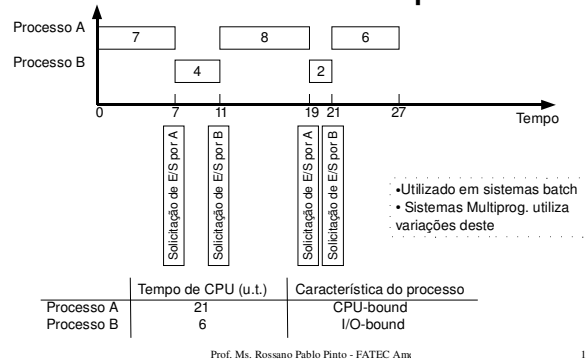 Processo A
7
8
6
Processo B
4
2
0
7
11
19
21
27
Tempo
Solicitação de E/S por A
Solicitação de E/S por B
Solicitação de E/S por A
Solicitação de E/S por B
•Utilizado em sistemas batch
• Sistemas Multiprog. utiliza
variações deste
Tempo de CPU (u.t.) Característica do processo
Processo A 21 CPU-bound
Processo B 6 I/O-bound
Prof. Ms. Rossano Pablo Pinto - FATEC
1